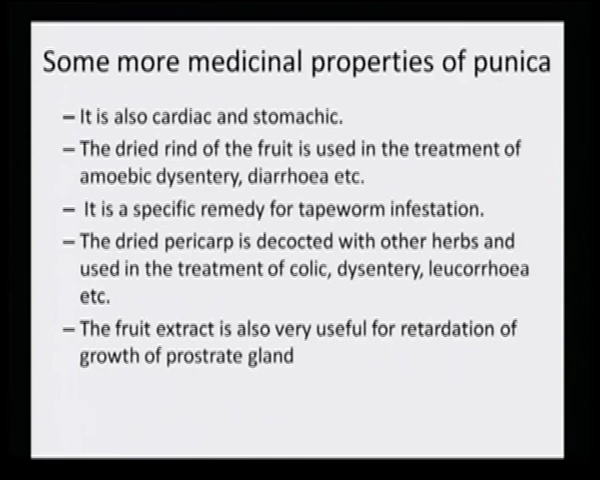 Some more medicinal properties of punica
– It is also cardiac and stomachic.
– The dried rind of the fruit is used in the treatment of
amoebic dysentery, diarrhoea etc.
– It is a specific remedy for tapeworm infestation.
– The dried pericarp is decocted with other herbs and
used in the treatment of colic, dysentery, leucorrhoea
etc.
– The fruit extract is also very useful for retardation of
growth of prostrate gland